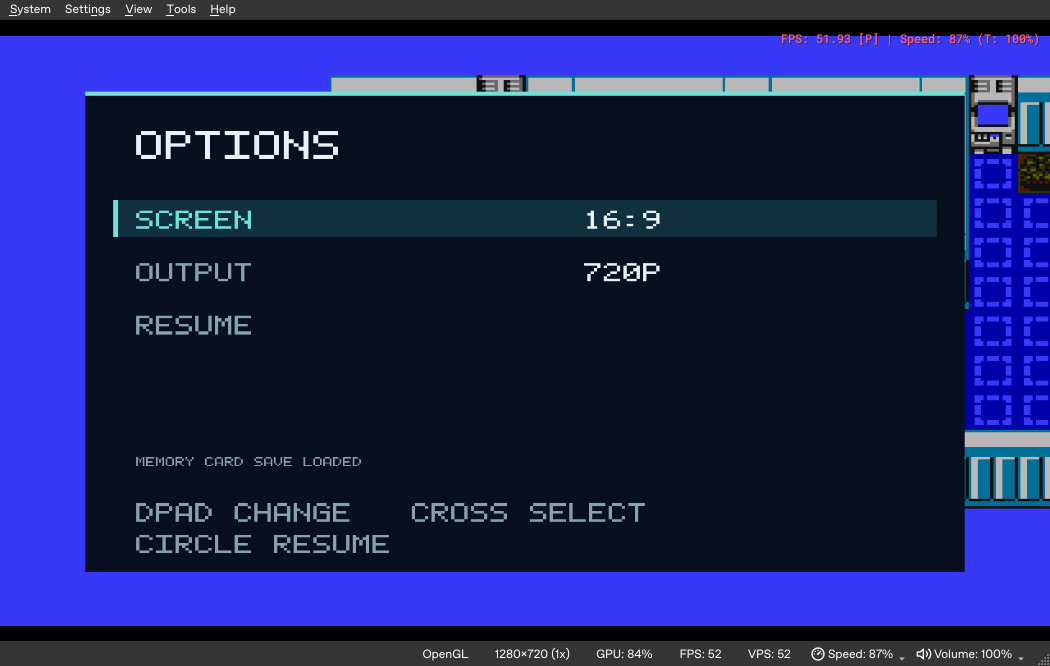 System Settings View Tools Help
FPS: 51.93 [P] | Speed: 87% (T: 100%)
OPTIONS
SCREEN 16:9
OUTPUT 720P
RESUME
MEMORY CARD SAVE LOADED
DPAD CHANGE CROSS SELECT
CIRCLE RESUME
OpenGL 1280×720 (1x) GPU: 84% FPS: 52 VPS: 52 Speed: 87% Volume: 100%